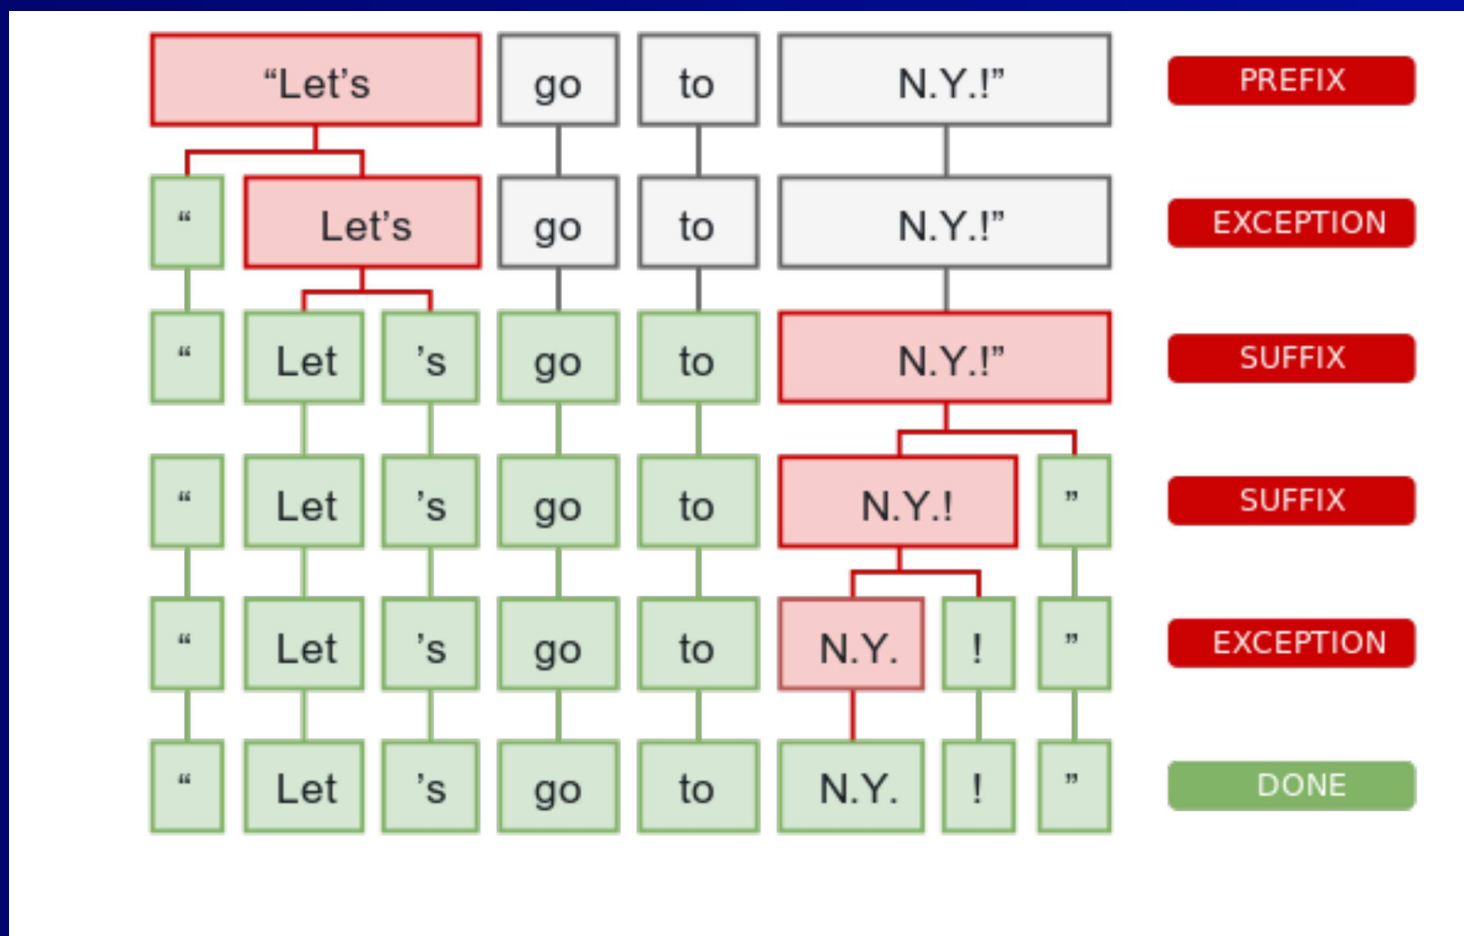 “Let’s go to N.Y.!” PREFIX
“ Let’s go to N.Y.!” EXCEPTION
“ Let ’s go to N.Y.!” SUFFIX
“ Let ’s go to N.Y.! ” SUFFIX
“ Let ’s go to N.Y. ! ” EXCEPTION
“ Let ’s go to N.Y. ! ” DONE